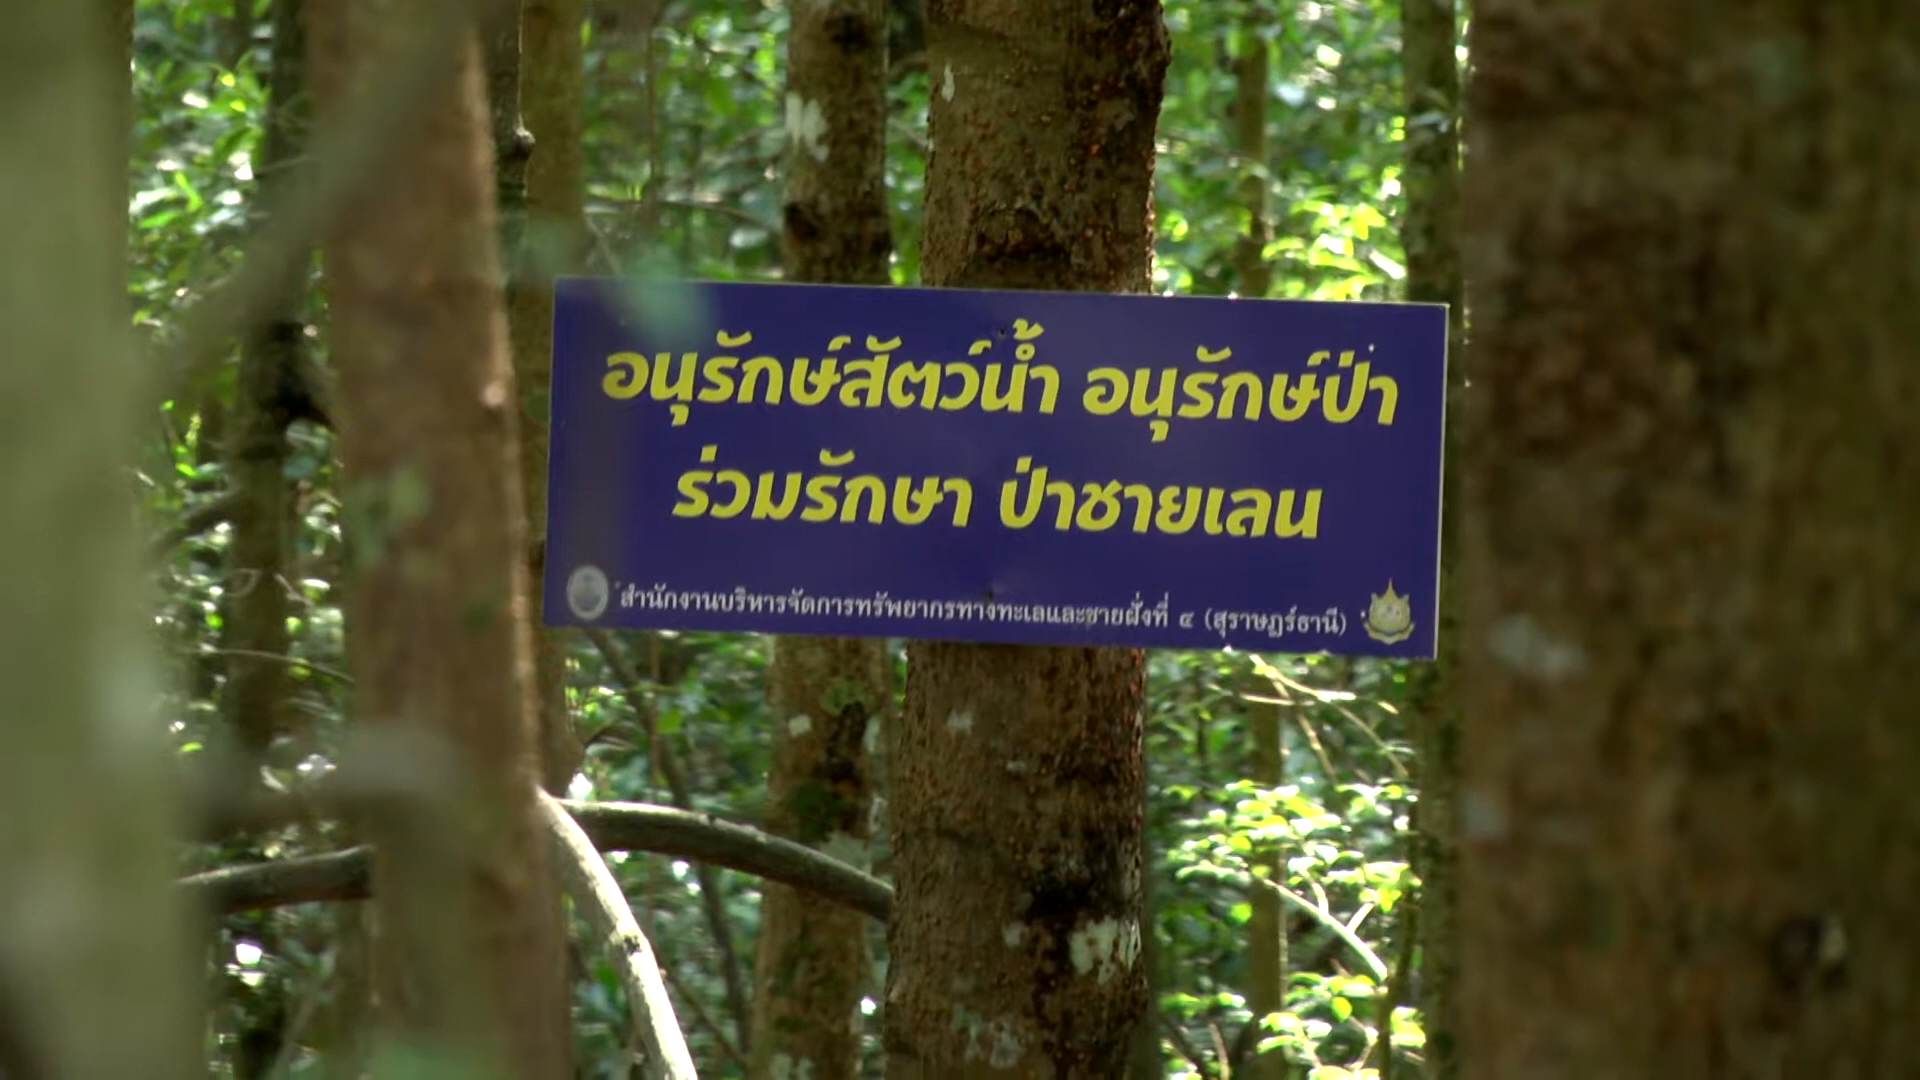 อนุรักษ์สัตว์น้ำ อนุรักษ์ป่า
ร่วมรักษา ป่าชายเลน
สำนักงานบริหารจัดการทรัพยากรทางทะเลและชายฝั่งที่ ๔ (สุราษฎร์ธานี)